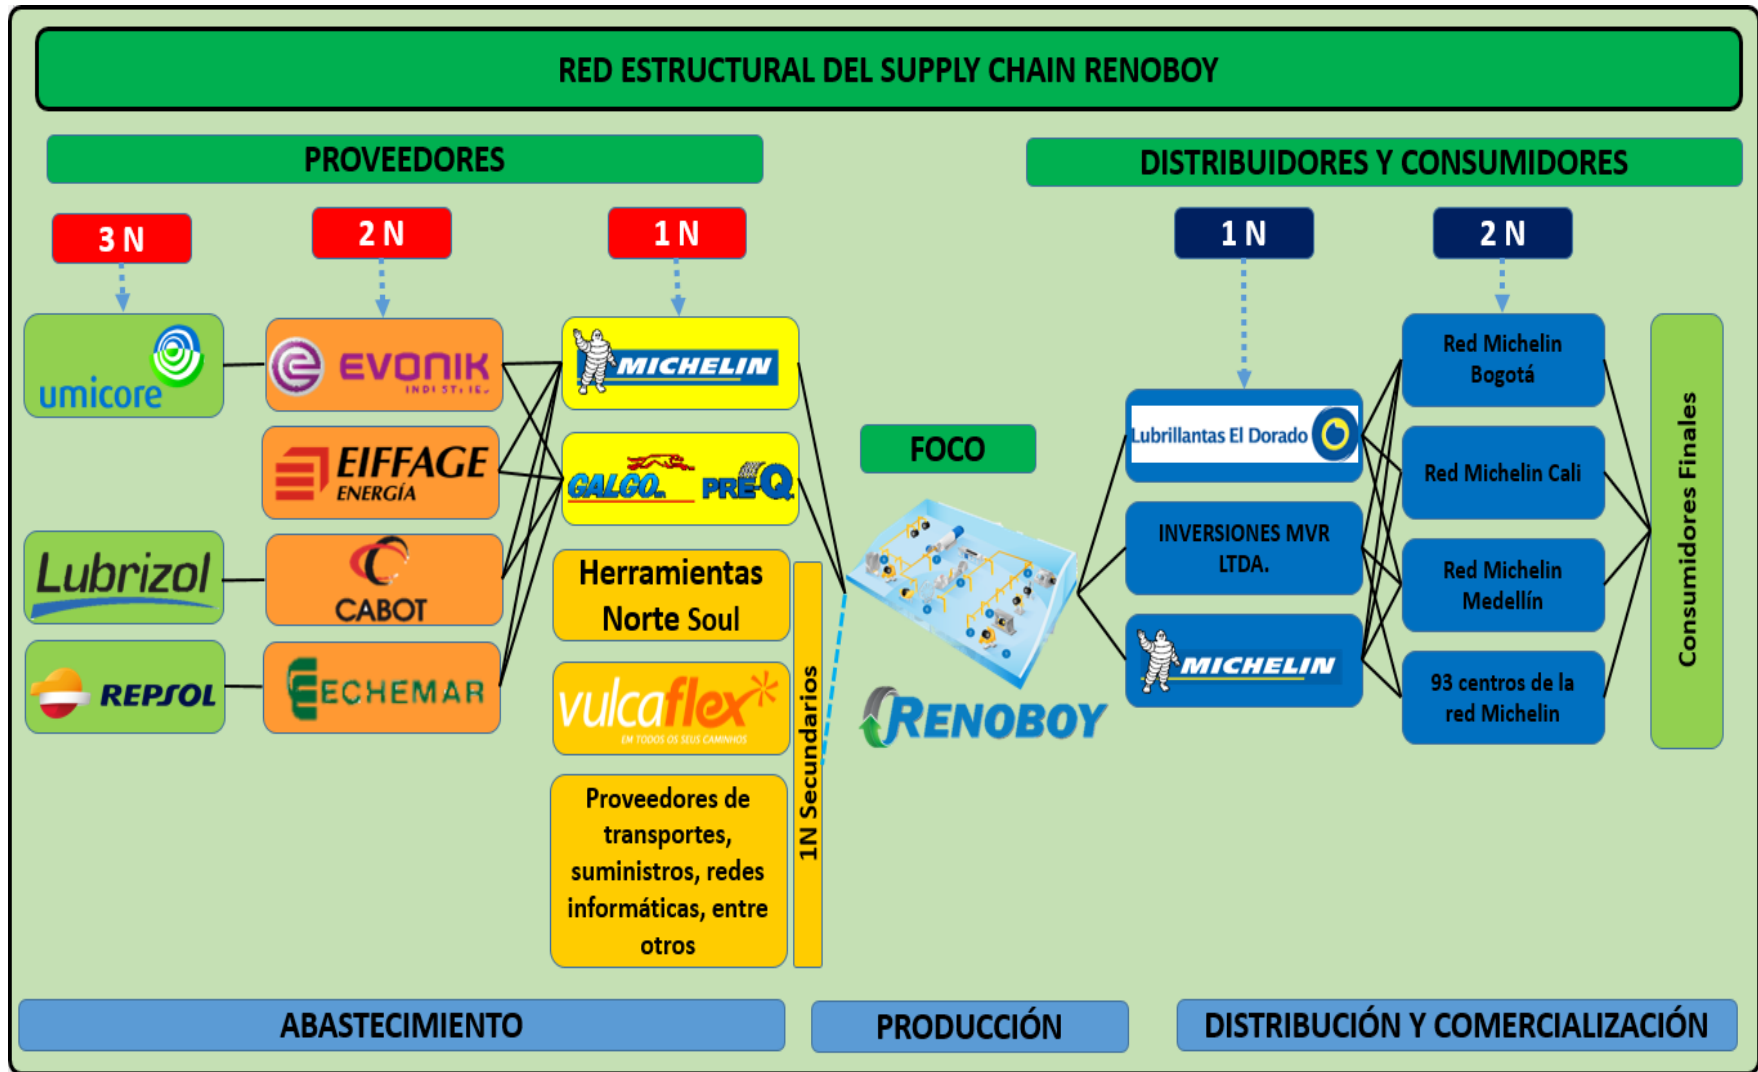 RED ESTRUCTURAL DEL SUPPLY CHAIN RENOBOY
PROVEEDORES
DISTRIBUIDORES Y CONSUMIDORES
3 N
2 N
1 N
1 N
2 N
umicore
EVONIK
MICHELIN
EIFFAGE
ENERGÍA
GALGO
PRE-Q
Lubrizol
CABOT
Herramientas
Norte Soul
REPSOL
ECHEMAR
vulcaflex
EM TODOS OS SEUS CAMINHOS
Proveedores de
transportes,
suministros, redes
informáticas, entre
otros
1N Secundarios
FOCO
RENOBOY
Lubrillantas El Dorado
INVERSIONES MVR
LTDA.
MICHELIN
Red Michelin
Bogotá
Red Michelin Cali
Red Michelin
Medellín
93 centros de la
red Michelin
Consumidores Finales
ABASTECIMIENTO
PRODUCCIÓN
DISTRIBUCIÓN Y COMERCIALIZACIÓN